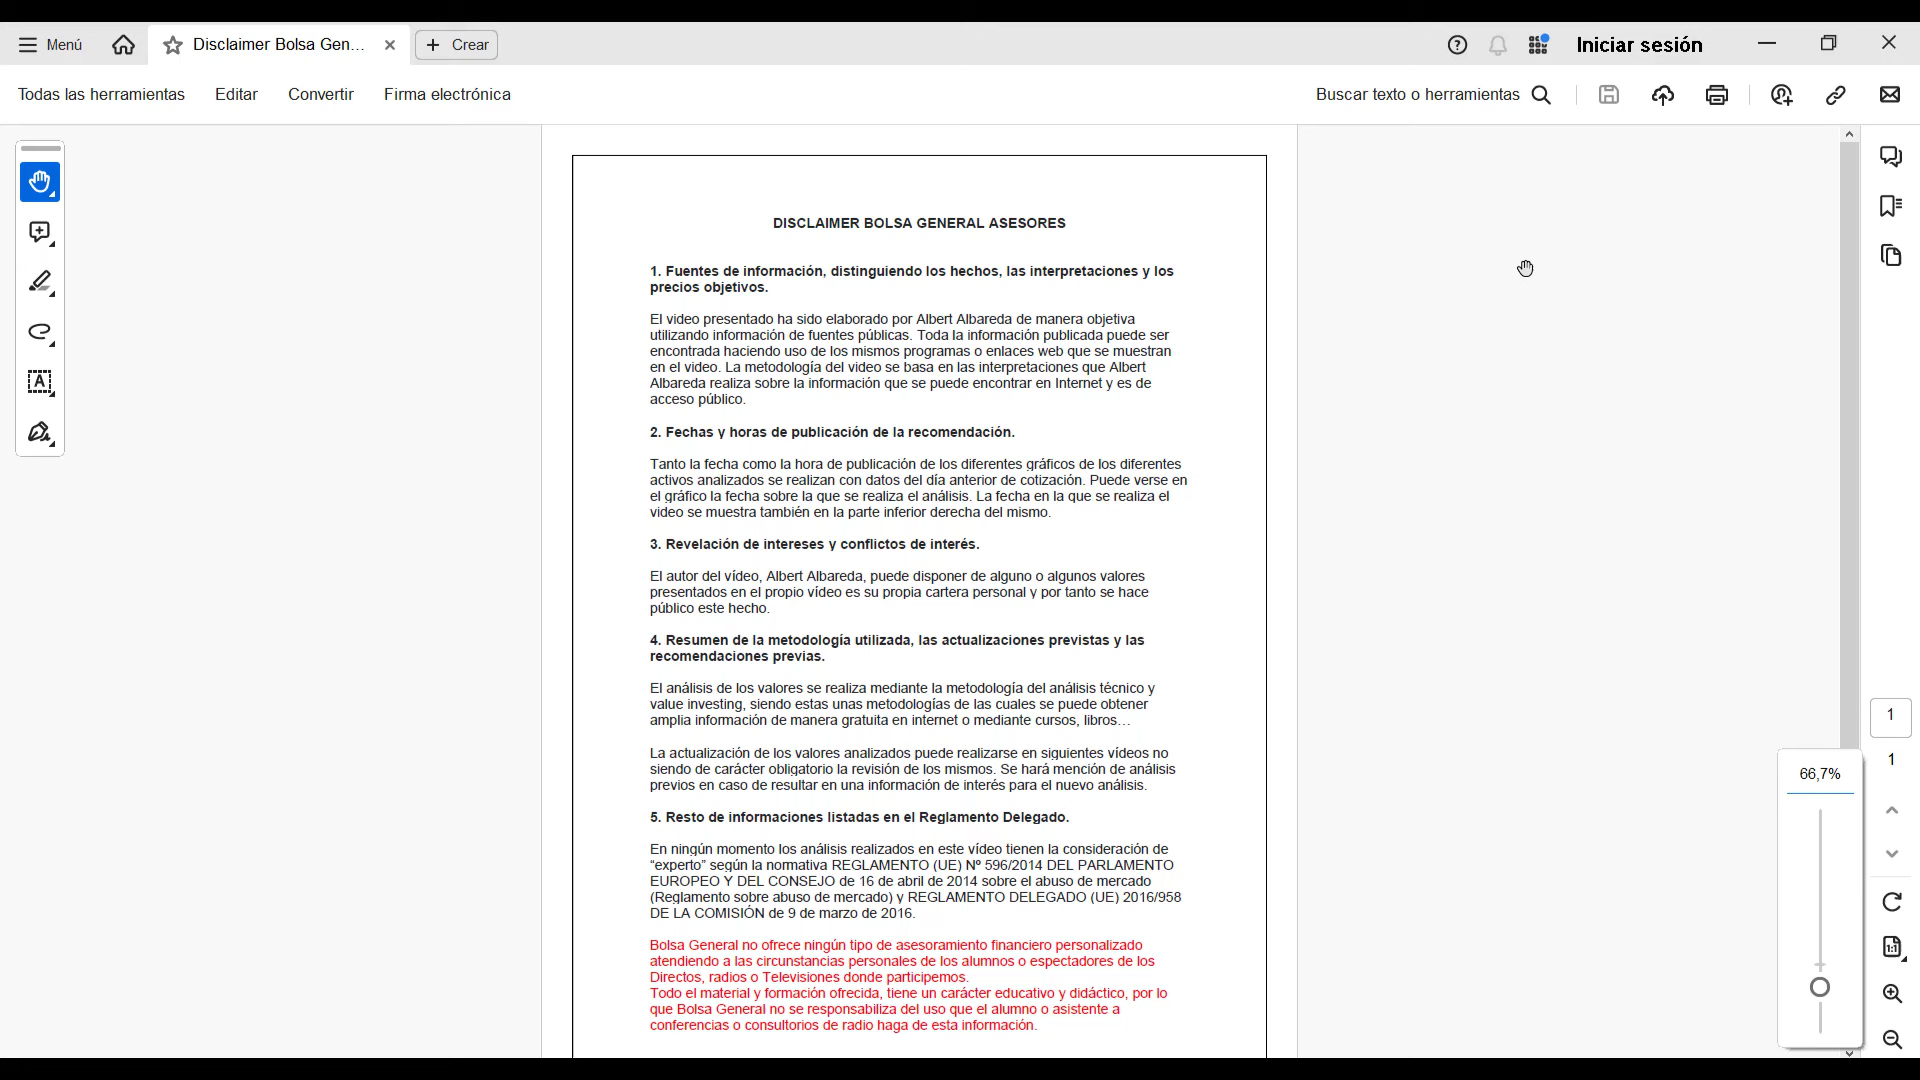 Menú
Disclaimer Bolsa Gen...
Crear
Iniciar sesión
Todas las herramientas
Editar
Convertir
Firma electrónica
Buscar texto o herramientas
DISCLAIMER BOLSA GENERAL ASESORES
1. Fuentes de información, distinguiendo los hechos, las interpretaciones y los
precios objetivos.
El video presentado ha sido elaborado por Albert Albareda de manera objetiva
utilizando información de fuentes públicas. Toda la información publicada puede ser
encontrada haciendo uso de los mismos programas o enlaces web que se muestran
en el video. La metodología del video se basa en las interpretaciones que Albert
Albareda realiza sobre la información que se puede encontrar en Internet y es de
acceso público.
2. Fechas y horas de publicación de la recomendación.
Tanto la fecha como la hora de publicación de los diferentes gráficos de los diferentes
activos analizados se realizan con datos del día anterior de cotización. Puede verse en
el gráfico la fecha sobre la que se realiza el análisis. La fecha en la que se realiza el
video se muestra también en la parte inferior derecha del mismo.
3. Revelación de intereses y conflictos de interés.
El autor del vídeo, Albert Albareda, puede disponer de alguno o algunos valores
presentados en el propio vídeo es su propia cartera personal y por tanto se hace
público este hecho.
4. Resumen de la metodología utilizada, las actualizaciones previstas y las
recomendaciones previas.
El análisis de los valores se realiza mediante la metodología del análisis técnico y
value investing, siendo estas unas metodologías de las cuales se puede obtener
amplia información de manera gratuita en internet o mediante cursos, libros…
La actualización de los valores analizados puede realizarse en siguientes vídeos no
siendo de carácter obligatorio la revisión de los mismos. Se hará mención de análisis
previos en caso de resultar en una información de interés para el nuevo análisis.
5. Resto de informaciones listadas en el Reglamento Delegado.
En ningún momento los análisis realizados en este vídeo tienen la consideración de
“experto” según la normativa REGLAMENTO (UE) Nº 596/2014 DEL PARLAMENTO
EUROPEO Y DEL CONSEJO de 16 de abril de 2014 sobre el abuso de mercado
(Reglamento sobre abuso de mercado) y REGLAMENTO DELEGADO (UE) 2016/958
DE LA COMISIÓN de 9 de marzo de 2016.
Bolsa General no ofrece ningún tipo de asesoramiento financiero personalizado
atendiendo a las circunstancias personales de los alumnos o espectadores de los
Directos, radios o Televisiones donde participemos.
Todo el material y formación ofrecida, tiene un carácter educativo y didáctico, por lo
que Bolsa General no se responsabiliza del uso que el alumno o asistente a
conferencias o consultorios de radio haga de esta información.
1
1
66,7%